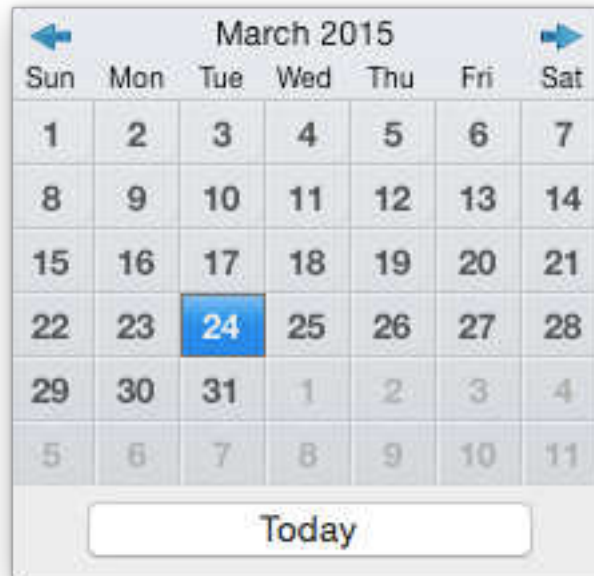 March 2015
Sun Mon Tue Wed Thu Fri Sat
1 2 3 4 5 6 7
8 9 10 11 12 13 14
15 16 17 18 19 20 21
22 23 24 25 26 27 28
29 30 31 1 2 3 4
5 6 7 8 9 10 11
Today